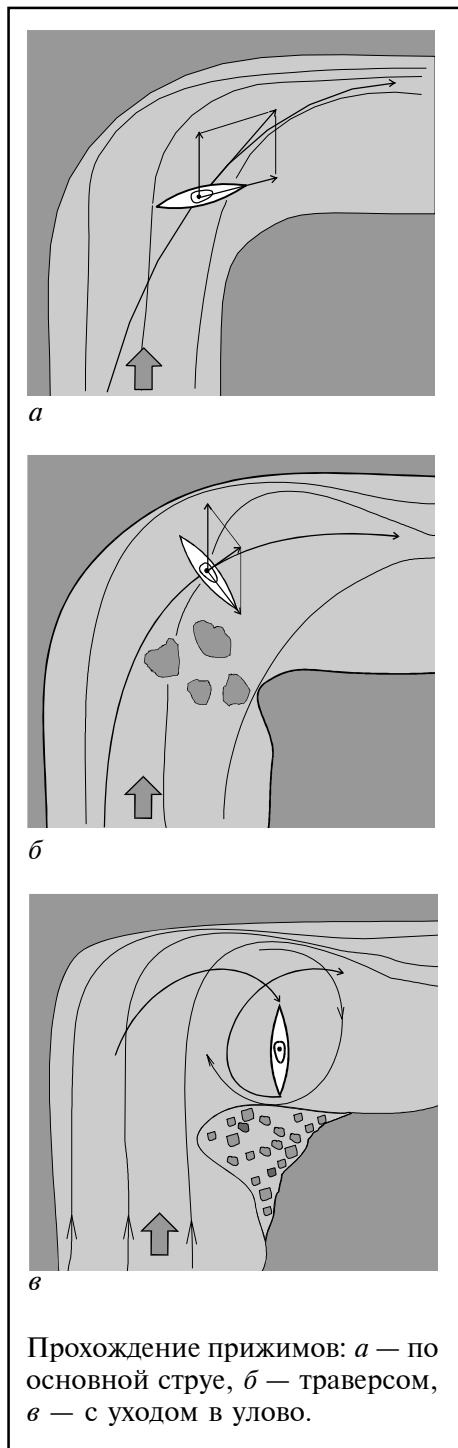 а
б
в
Прохождение прижимов: а — по
основной струе, б — траверсом,
в — с уходом в улово.